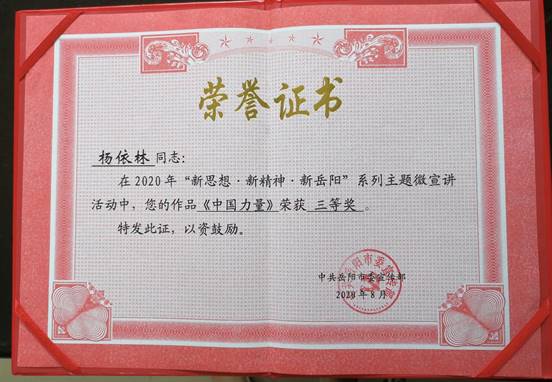 荣誉证书
杨依林同志：
在2020年“新思想·新精神·新岳阳”系列主题微宣讲
活动中，您的作品《中国力量》荣获 三等奖 。
特发此证，以资鼓励。
中共岳阳市委宣传部
2020年8月